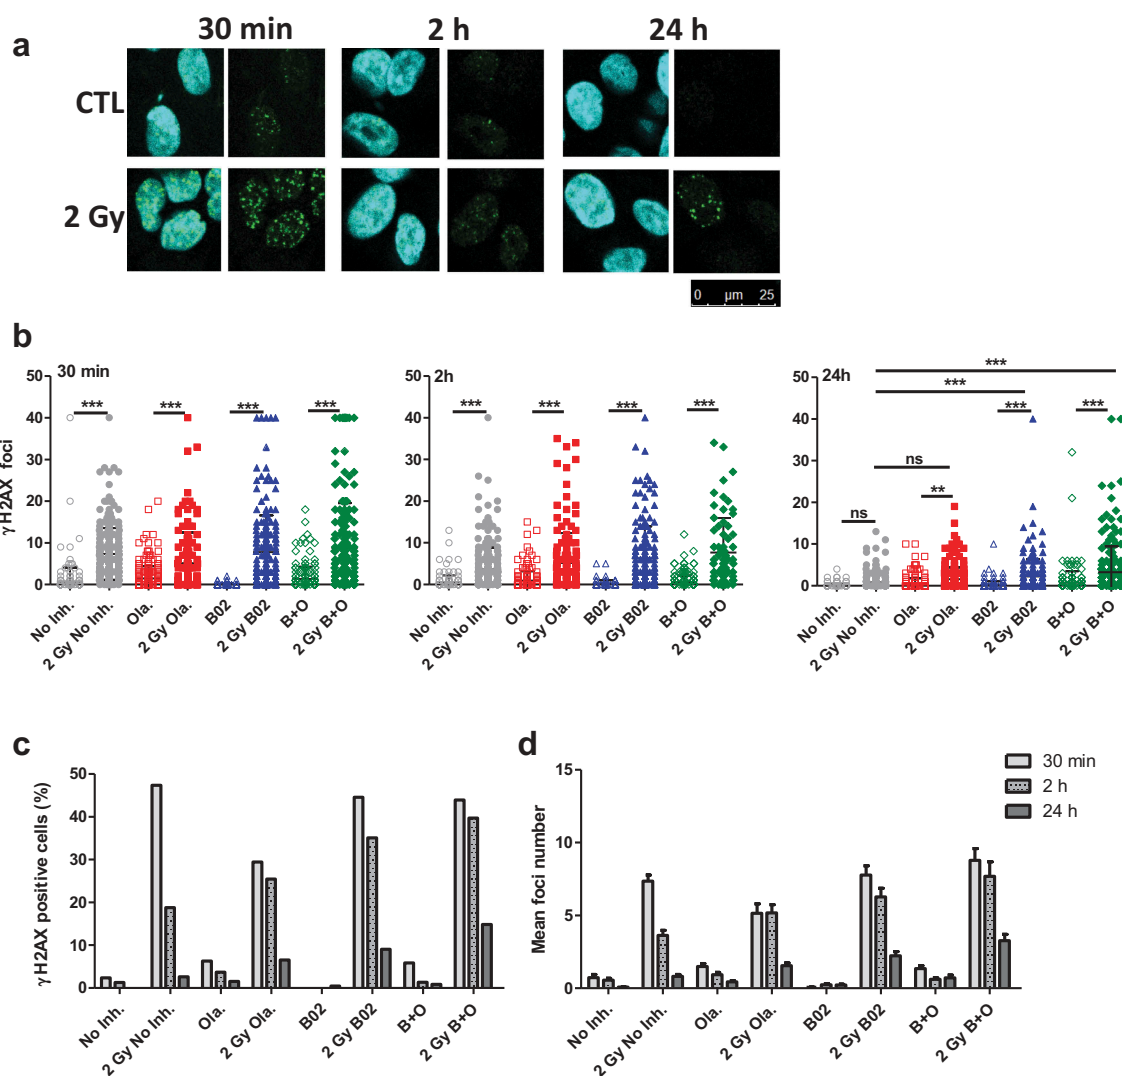 a
30 min 2 h 24 h
CTL
2 Gy
0 µm 25
b
γH2AX foci
30 min
50
40
30
20
10
0
*** *** *** ***
No Inh.
2 Gy No Inh.
Ola.
2 Gy Ola.
B02
2 Gy B02
B+O
2 Gy B+O
2h
50
40
30
20
10
0
*** *** *** ***
No Inh.
2 Gy No Inh.
Ola.
2 Gy Ola.
B02
2 Gy B02
B+O
2 Gy B+O
24h
50
40
30
20
10
0
***
***
*** ***
ns
**
ns
No Inh.
2 Gy No Inh.
Ola.
2 Gy Ola.
B02
2 Gy B02
B+O
2 Gy B+O
c
γH2AX positive cells (%)
50
40
30
20
10
0
No Inh.
2 Gy No Inh.
Ola.
2 Gy Ola.
B02
2 Gy B02
B+O
2 Gy B+O
d
Mean foci number
15
10
5
0
No Inh.
2 Gy No Inh.
Ola.
2 Gy Ola.
B02
2 Gy B02
B+O
2 Gy B+O
30 min
2 h
24 h